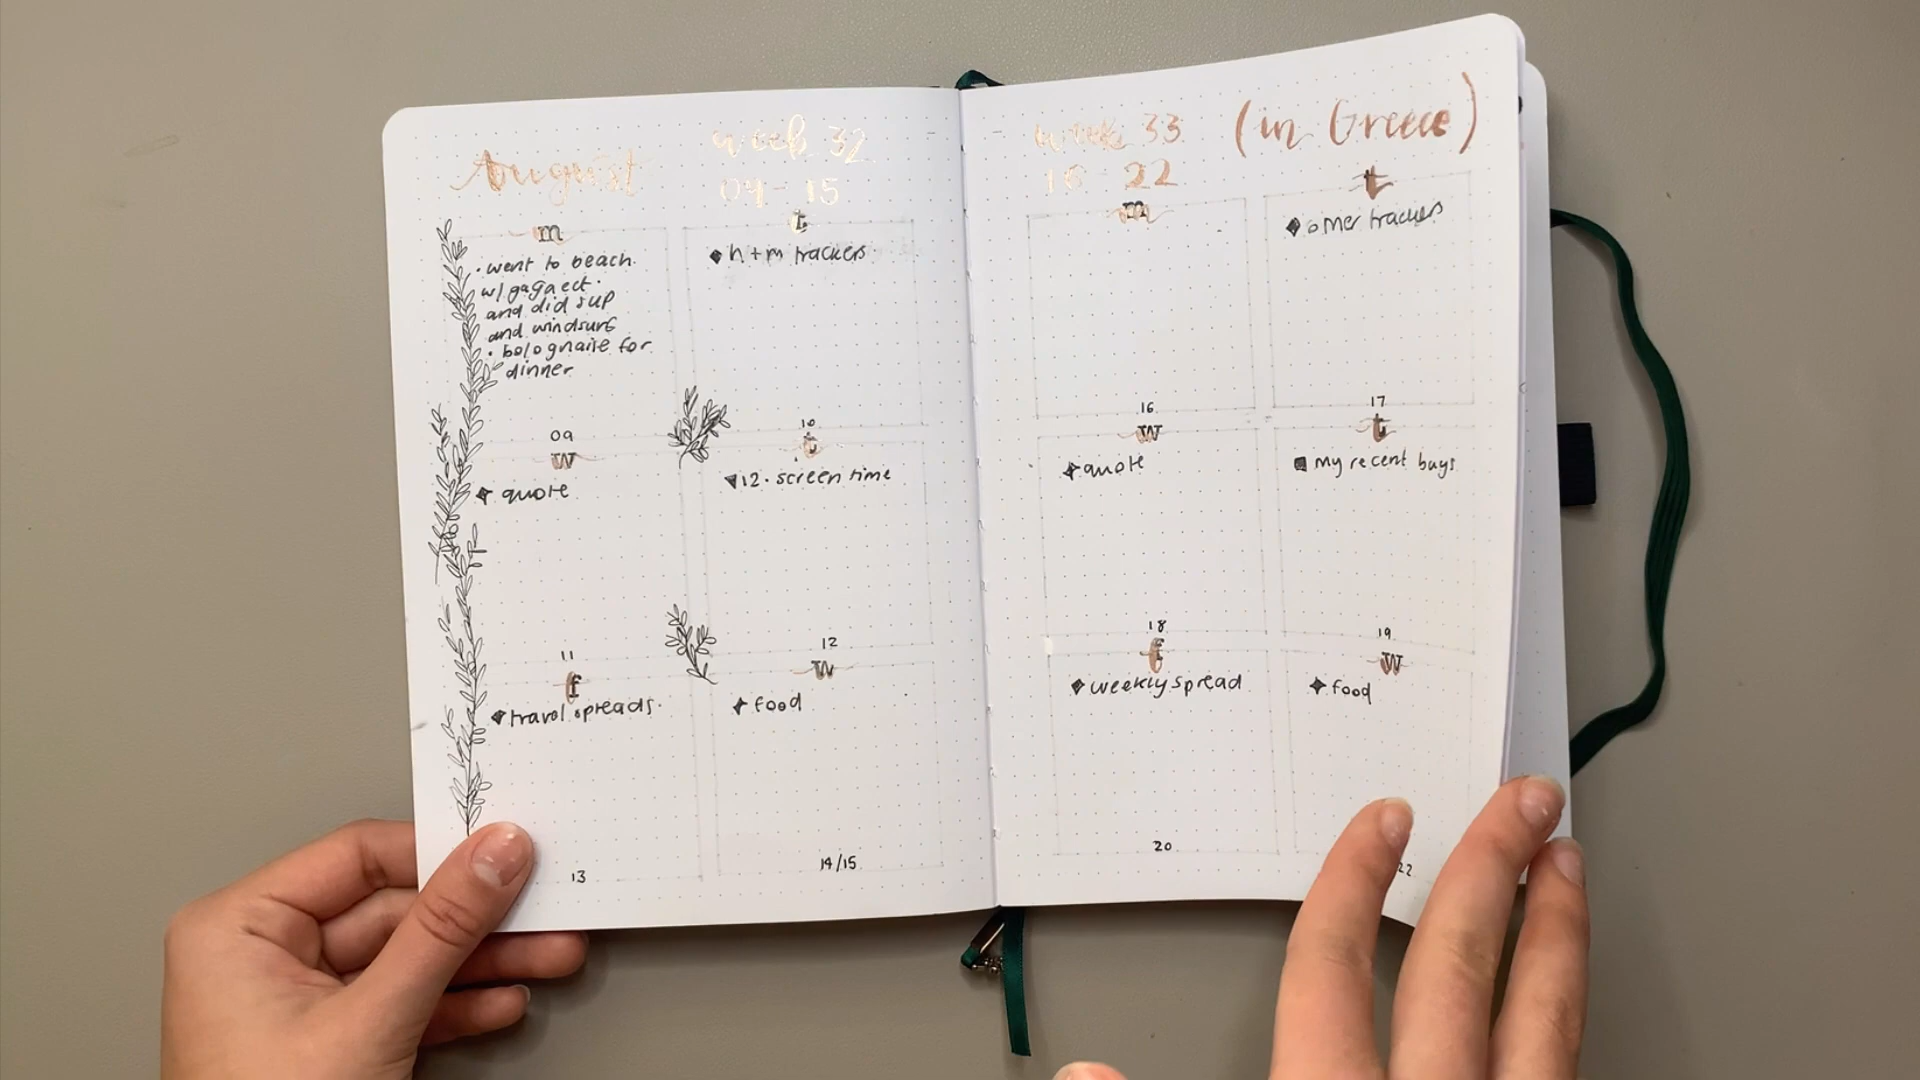 August
week 32
09 - 15
m
• went to beach
w/ gaga ect.
and did sup
and windsurf
• bolognaise for
dinner
09
t
h+m trackers
10
w
quote
11
t
12. screen time
12
f
travel spreads.
13
w
food
14/15
week 33
(in Greece)
16 22
m
16
t
omer trackers
17
w
quote
18
t
my recent buys
19
f
weekly spread
20
w
food
22